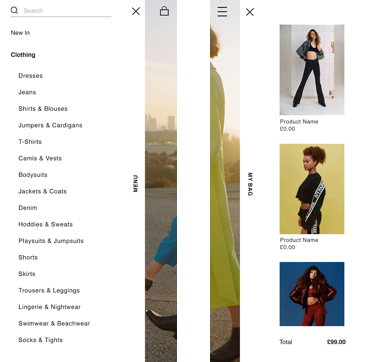 Search
New In
Clothing
Dresses
Jeans
Shirts & Blouses
Jumpers & Cardigans
T-Shirts
Camis & Vests
Bodysuits
Jackets & Coats
Denim
Hoddies & Sweats
Playsuits & Jumpsuits
Shorts
Skirts
Trousers & Leggings
Lingerie & Nightwear
Swimwear & Beachwear
Socks & Tights
MENU
MY BAG
Product Name
£0.00
Product Name
£0.00
Total £99.00